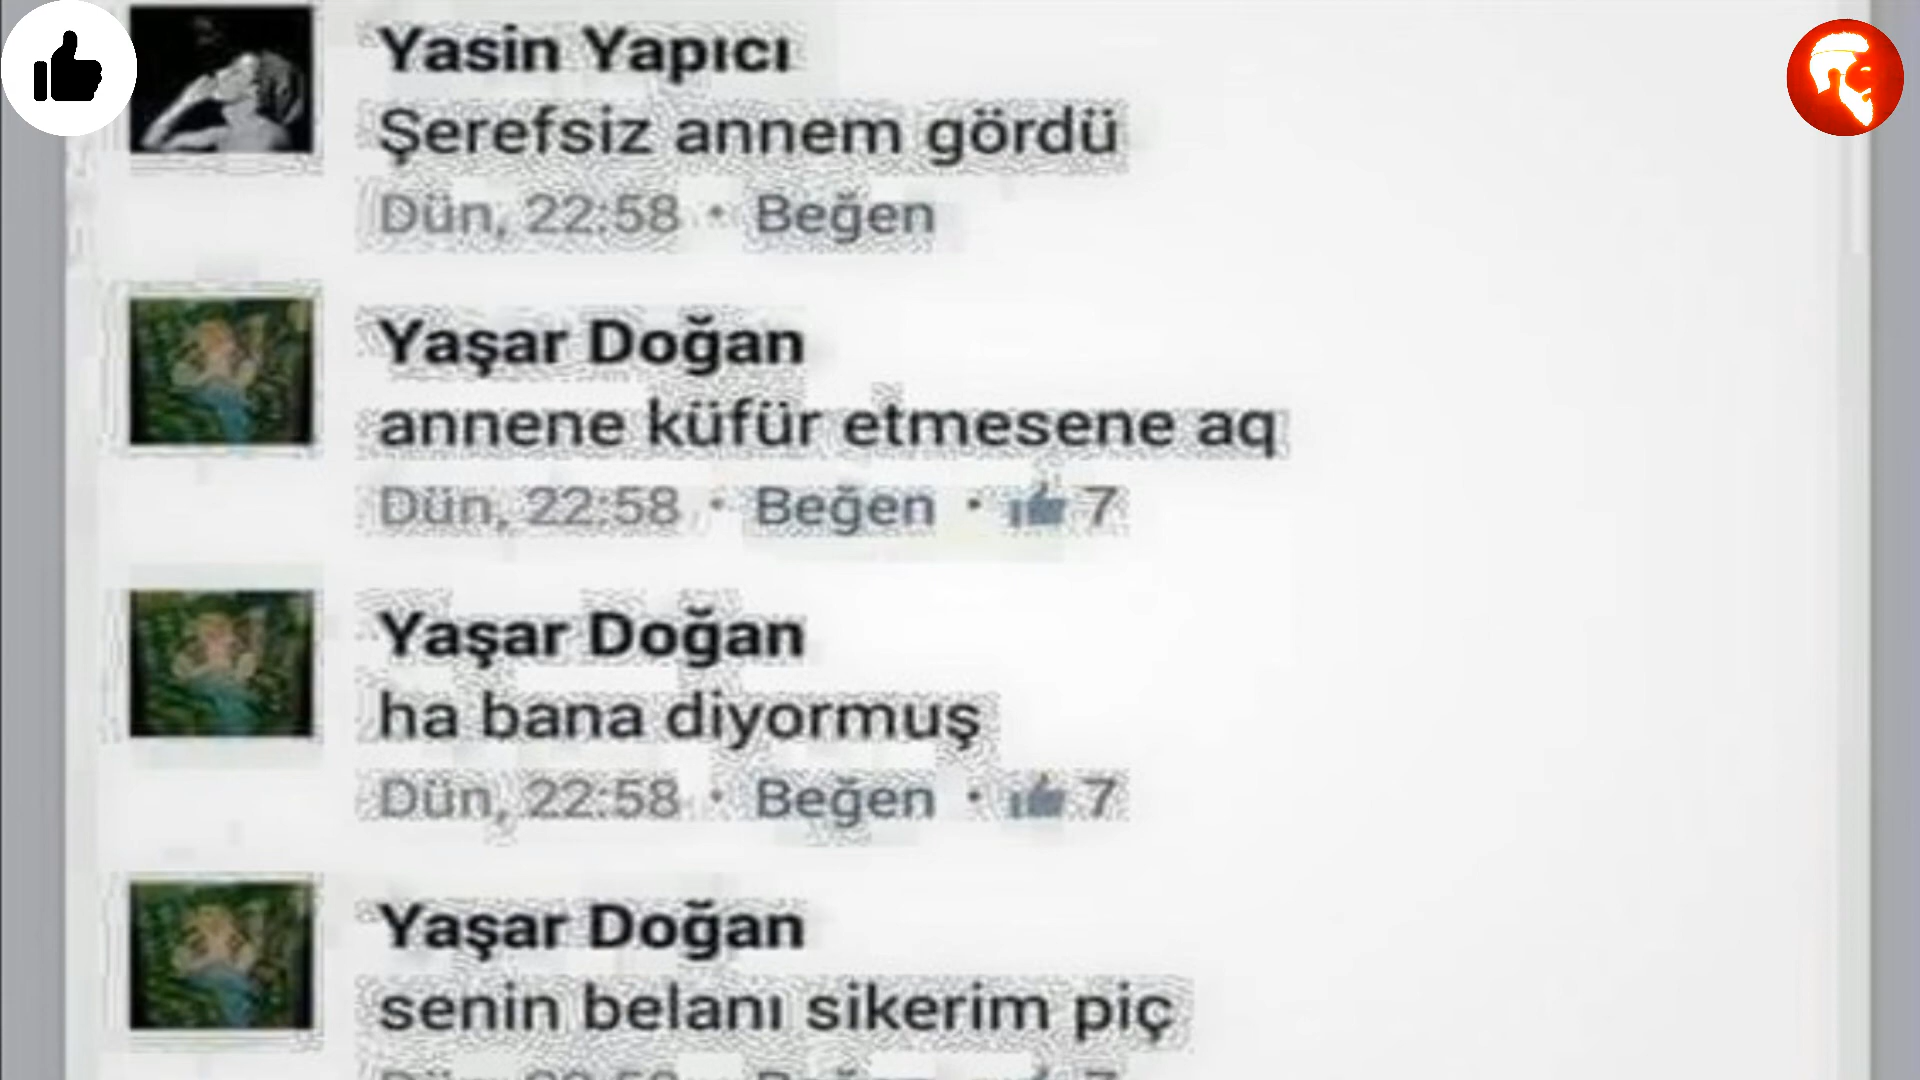 Yasin Yapıcı
Şerefsiz annem gördü
Dün, 22:58 · Beğen
Yaşar Doğan
annene küfür etmesene aq
Dün, 22:58 · Beğen · 7
Yaşar Doğan
ha bana diyormuş
Dün, 22:58 · Beğen · 7
Yaşar Doğan
senin belanı sikerim piç